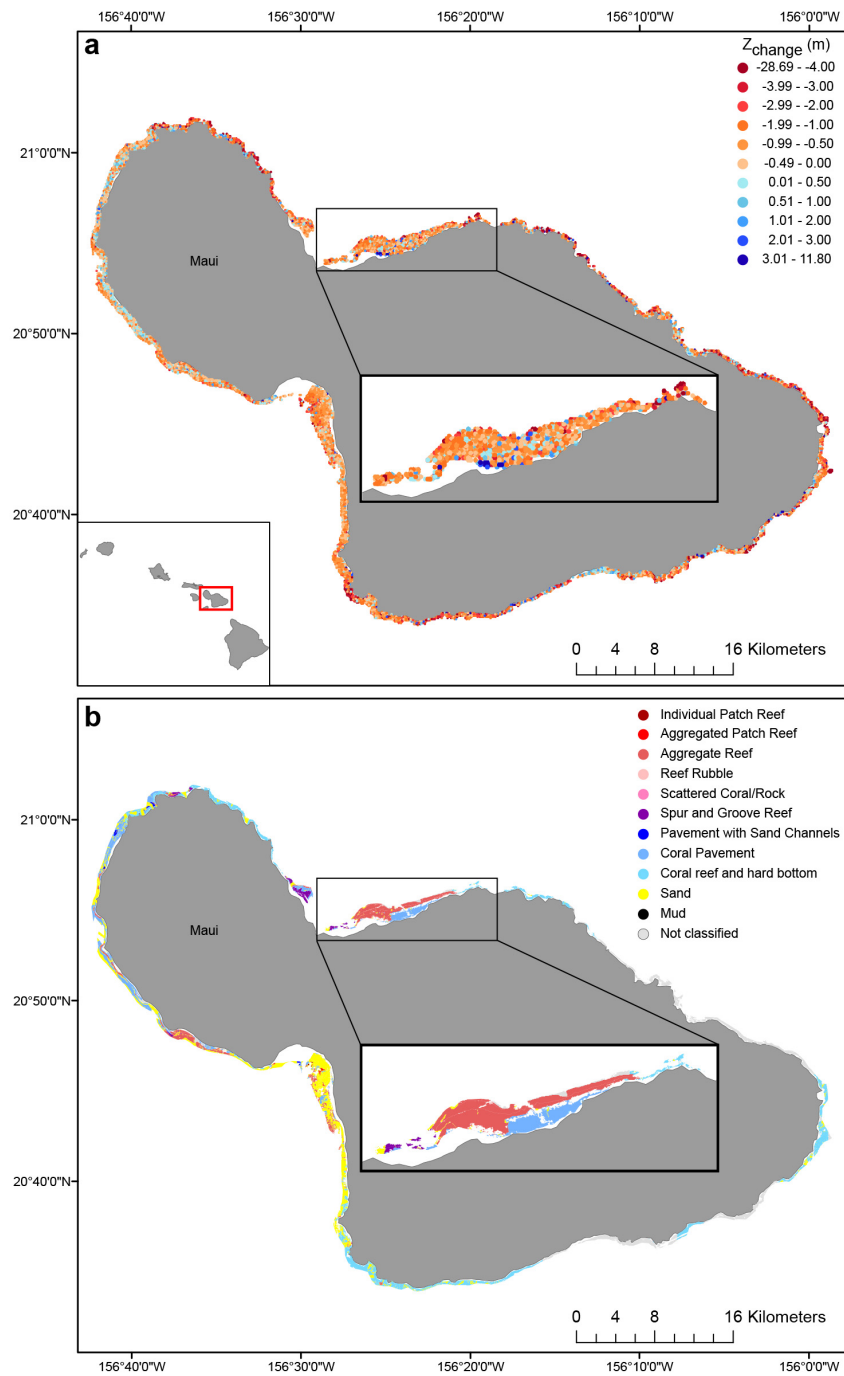 156°40'0"W 156°30'0"W 156°20'0"W 156°10'0"W 156°0'0"W
a
Zchange (m)
-28.69 - -4.00
-3.99 - -3.00
-2.99 - -2.00
-1.99 - -1.00
-0.99 - -0.50
-0.49 - 0.00
0.01 - 0.50
0.51 - 1.00
1.01 - 2.00
2.01 - 3.00
3.01 - 11.80
21°0'0"N
Maui
20°50'0"N
20°40'0"N
0 4 8 16 Kilometers
b
Individual Patch Reef
Aggregated Patch Reef
Aggregate Reef
Reef Rubble
Scattered Coral/Rock
Spur and Groove Reef
Pavement with Sand Channels
Coral Pavement
Coral reef and hard bottom
Sand
Mud
Not classified
21°0'0"N
Maui
20°50'0"N
20°40'0"N
0 4 8 16 Kilometers
156°40'0"W 156°30'0"W 156°20'0"W 156°10'0"W 156°0'0"W